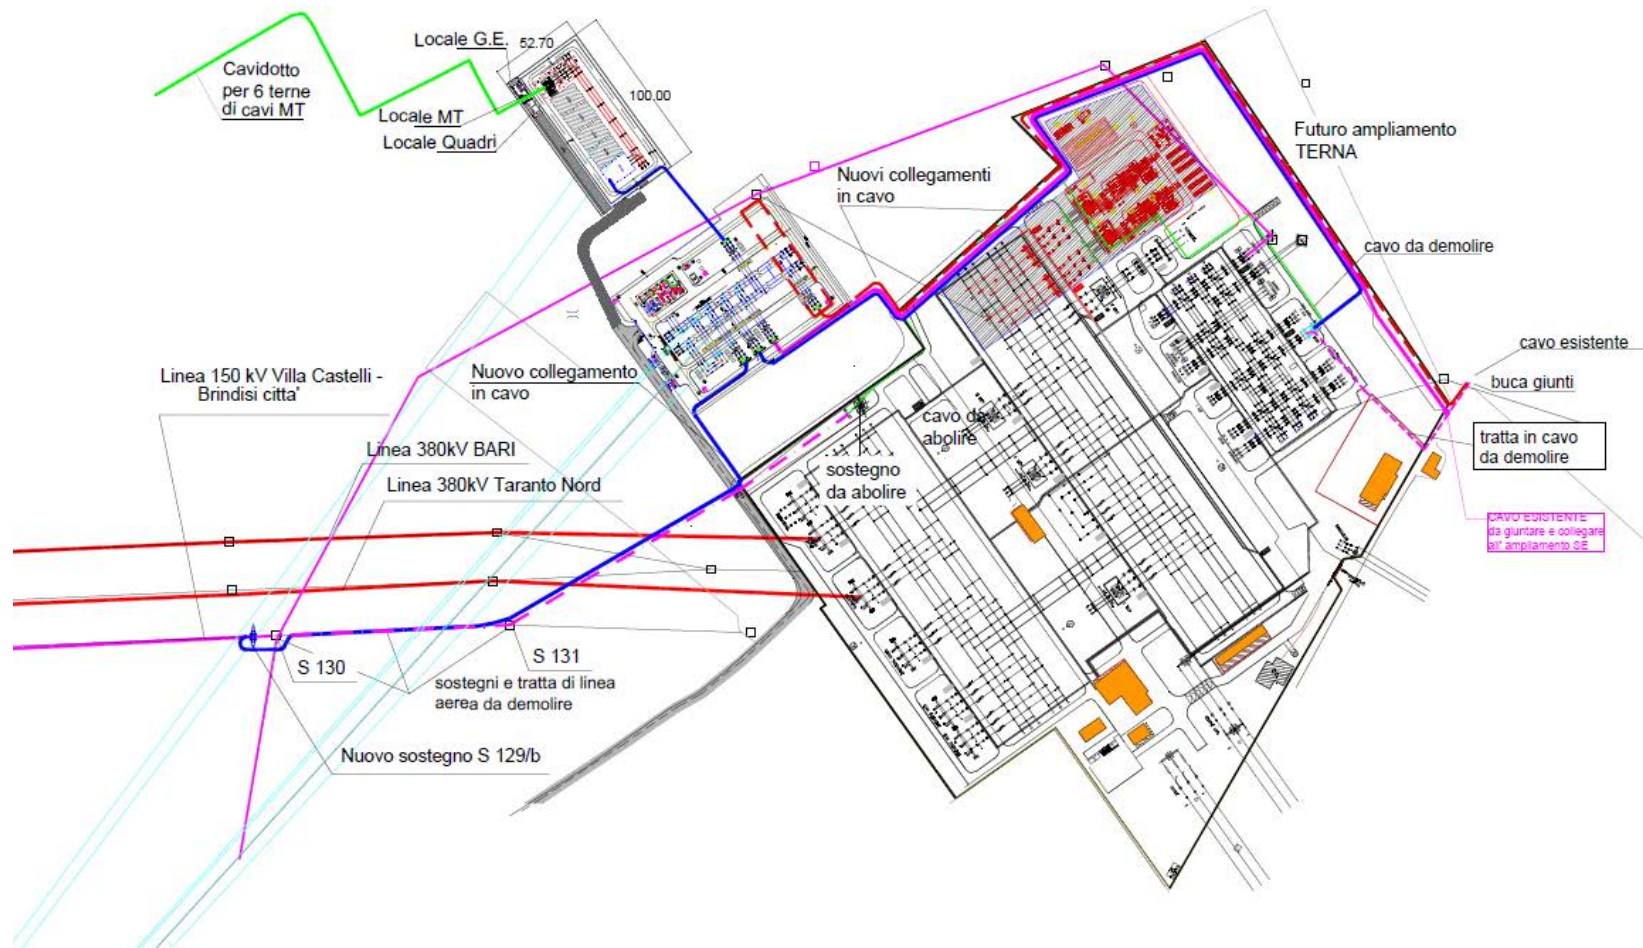 Locale G.E.
52.70
Cavidotto
per 6 terne
di cavi MT
100.00
Locale MT
Locale Quadri
Futuro ampliamento
TERNA
Nuovi collegamenti
in cavo
cavo da demolire
cavo esistente
buca giunti
Linea 150 kV Villa Castelli -
Brindisi citta'
Nuovo collegamento
in cavo
cavo da
abolire
tratta in cavo
da demolire
Linea 380kV BARI
sostegno
da abolire
Linea 380kV Taranto Nord
CAVO ESISTENTE
da giuntare e collegare
all' ampliamento SE
S 130
S 131
sostegni e tratta di linea
aerea da demolire
Nuovo sostegno S 129/b